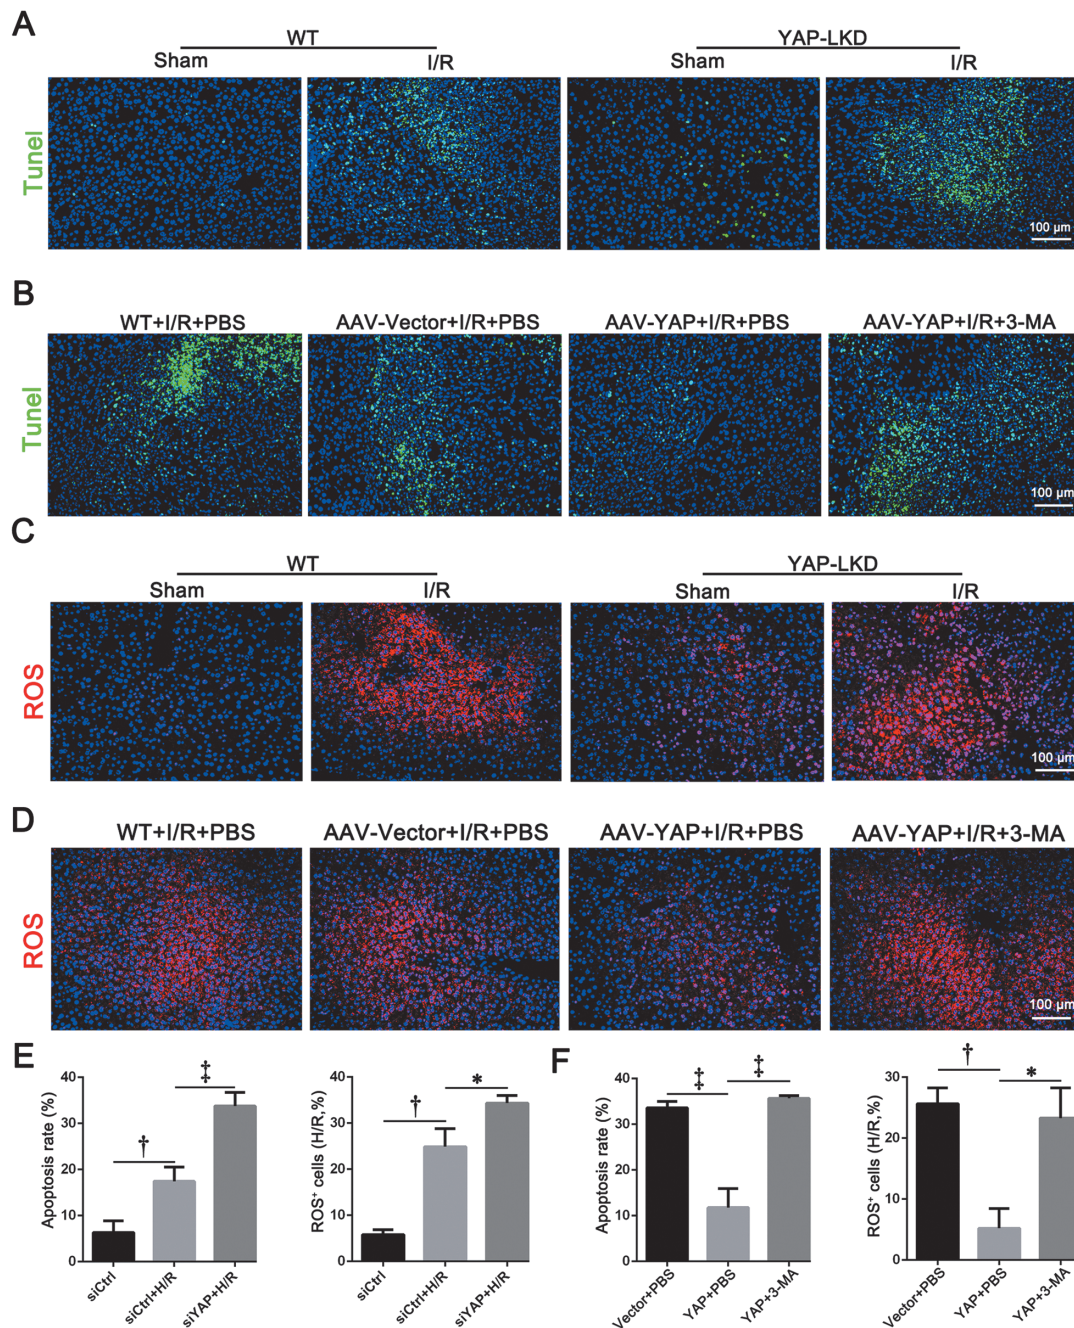 A
WT
YAP-LKD
Sham
I/R
Sham
I/R
Tunel
100 µm
B
WT+I/R+PBS
AAV-Vector+I/R+PBS
AAV-YAP+I/R+PBS
AAV-YAP+I/R+3-MA
Tunel
100 µm
C
WT
YAP-LKD
Sham
I/R
Sham
I/R
ROS
100 µm
D
WT+I/R+PBS
AAV-Vector+I/R+PBS
AAV-YAP+I/R+PBS
AAV-YAP+I/R+3-MA
ROS
100 µm
E
Apoptosis rate (%)
40
30
20
10
0
†
‡
siCtrl
siCtrl+H/R
siYAP+H/R
ROS⁺ cells (H/R,%)
40
30
20
10
0
†
*
siCtrl
siCtrl+H/R
siYAP+H/R
F
Apoptosis rate (%)
40
30
20
10
0
‡
‡
Vector+PBS
YAP+PBS
YAP+3-MA
ROS⁺ cells (H/R,%)
30
20
10
0
†
*
Vector+PBS
YAP+PBS
YAP+3-MA